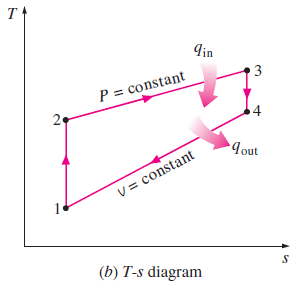 T
q_in
3
P = constant
2
4
q_out
v = constant
1
s
(b) T-s diagram